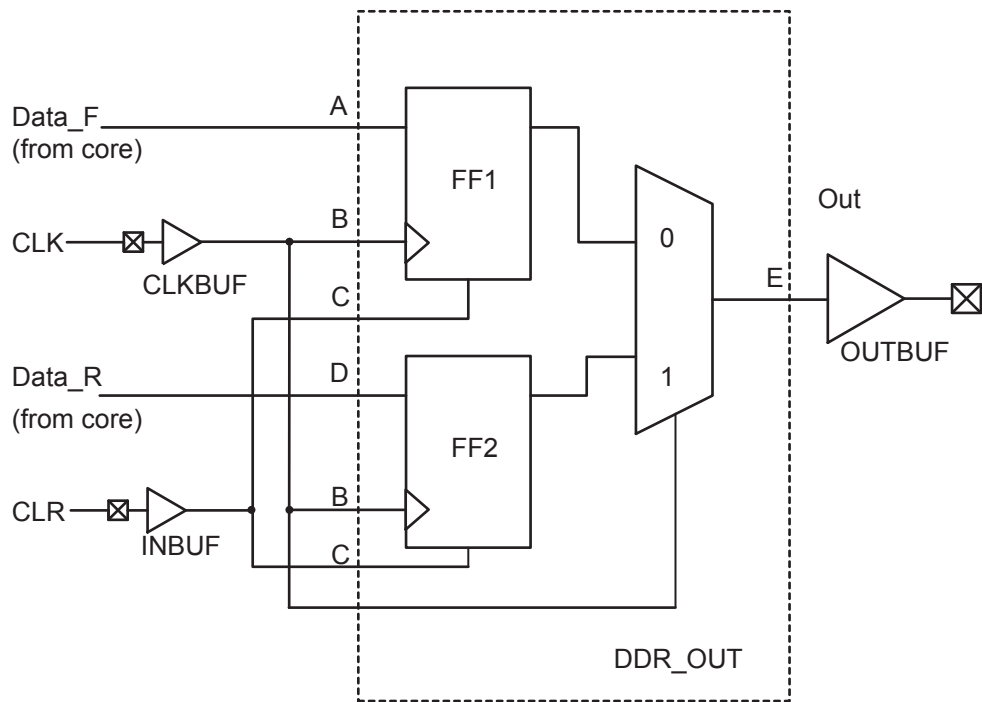 Data_F
(from core)
A
FF1
CLK
CLKBUF
B
C
0
Out
E
OUTBUF
Data_R
(from core)
D
1
FF2
CLR
INBUF
B
C
DDR_OUT